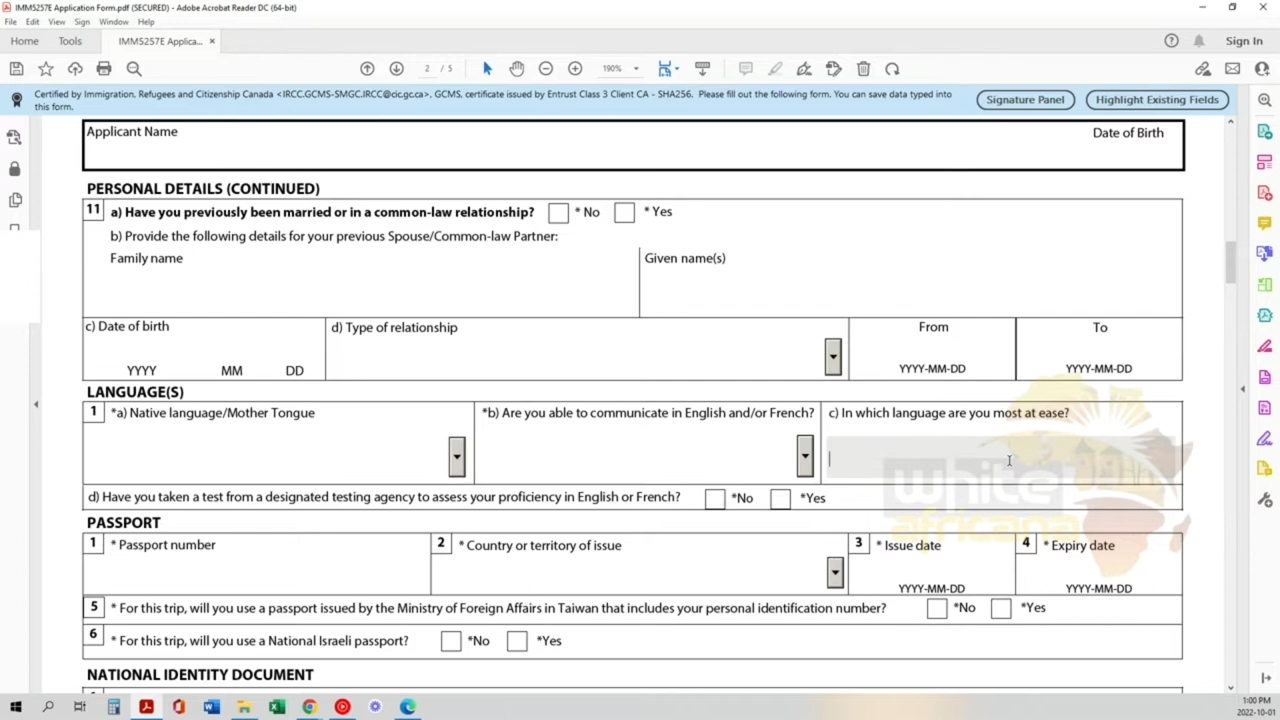 IMM5257E Application Form.pdf (SECURED) - Adobe Acrobat Reader DC (64-bit)
File Edit View Sign Window Help
Home Tools IMM5257E Applica... × Sign In
2 / 5 190%
Certified by Immigration, Refugees and Citizenship Canada <IRCC.GCMS-SMGC.IRCC@cic.gc.ca>, GCMS, certificate issued by Entrust Class 3 Client CA - SHA256. Please fill out the following form. You can save data typed into
this form.
Signature Panel Highlight Existing Fields
Applicant Name Date of Birth
PERSONAL DETAILS (CONTINUED)
11 a) Have you previously been married or in a common-law relationship? * No * Yes
b) Provide the following details for your previous Spouse/Common-law Partner:
Family name Given name(s)
c) Date of birth d) Type of relationship From To
YYYY MM DD YYYY-MM-DD YYYY-MM-DD
LANGUAGE(S)
1 *a) Native language/Mother Tongue *b) Are you able to communicate in English and/or French? c) In which language are you most at ease?
white
africana
d) Have you taken a test from a designated testing agency to assess your proficiency in English or French? *No *Yes
PASSPORT
1 * Passport number 2 * Country or territory of issue 3 * Issue date 4 * Expiry date
YYYY-MM-DD YYYY-MM-DD
5 * For this trip, will you use a passport issued by the Ministry of Foreign Affairs in Taiwan that includes your personal identification number? *No *Yes
6 * For this trip, will you use a National Israeli passport? *No *Yes
NATIONAL IDENTITY DOCUMENT
1:00 PM
2022-10-01